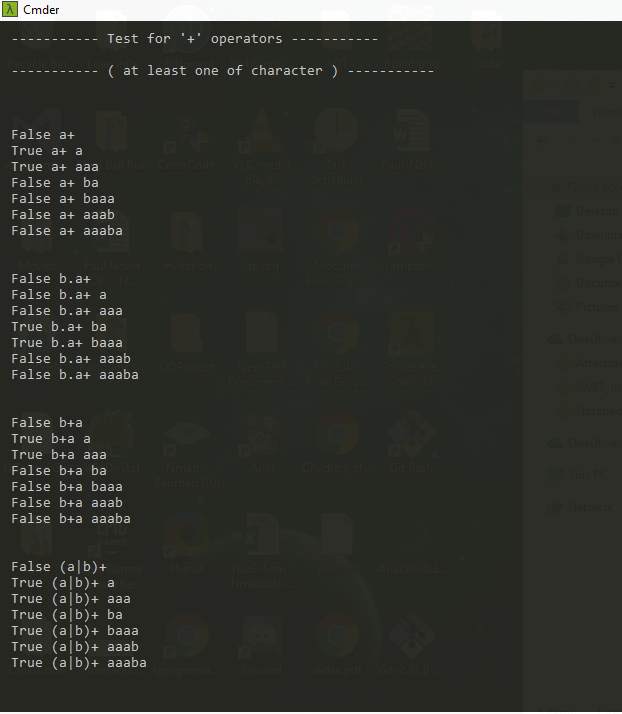 Cmder
----------- Test for '+' operators -----------
----------- ( at least one of character ) -----------
False a+
True a+ a
True a+ aaa
False a+ ba
False a+ baaa
False a+ aaab
False a+ aaaba
False b.a+
False b.a+ a
False b.a+ aaa
True b.a+ ba
True b.a+ baaa
False b.a+ aaab
False b.a+ aaaba
False b+a
True b+a a
True b+a aaa
False b+a ba
False b+a baaa
False b+a aaab
False b+a aaaba
False (a|b)+
True (a|b)+ a
True (a|b)+ aaa
True (a|b)+ ba
True (a|b)+ baaa
True (a|b)+ aaab
True (a|b)+ aaaba